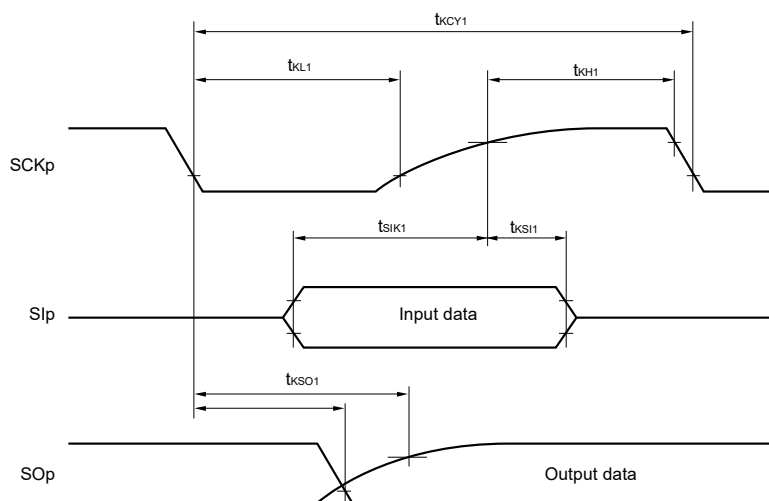 tKCY1
tKL1
tKH1
SCKp
tSIK1
tKSI1
SIp
Input data
tKSO1
SOp
Output data